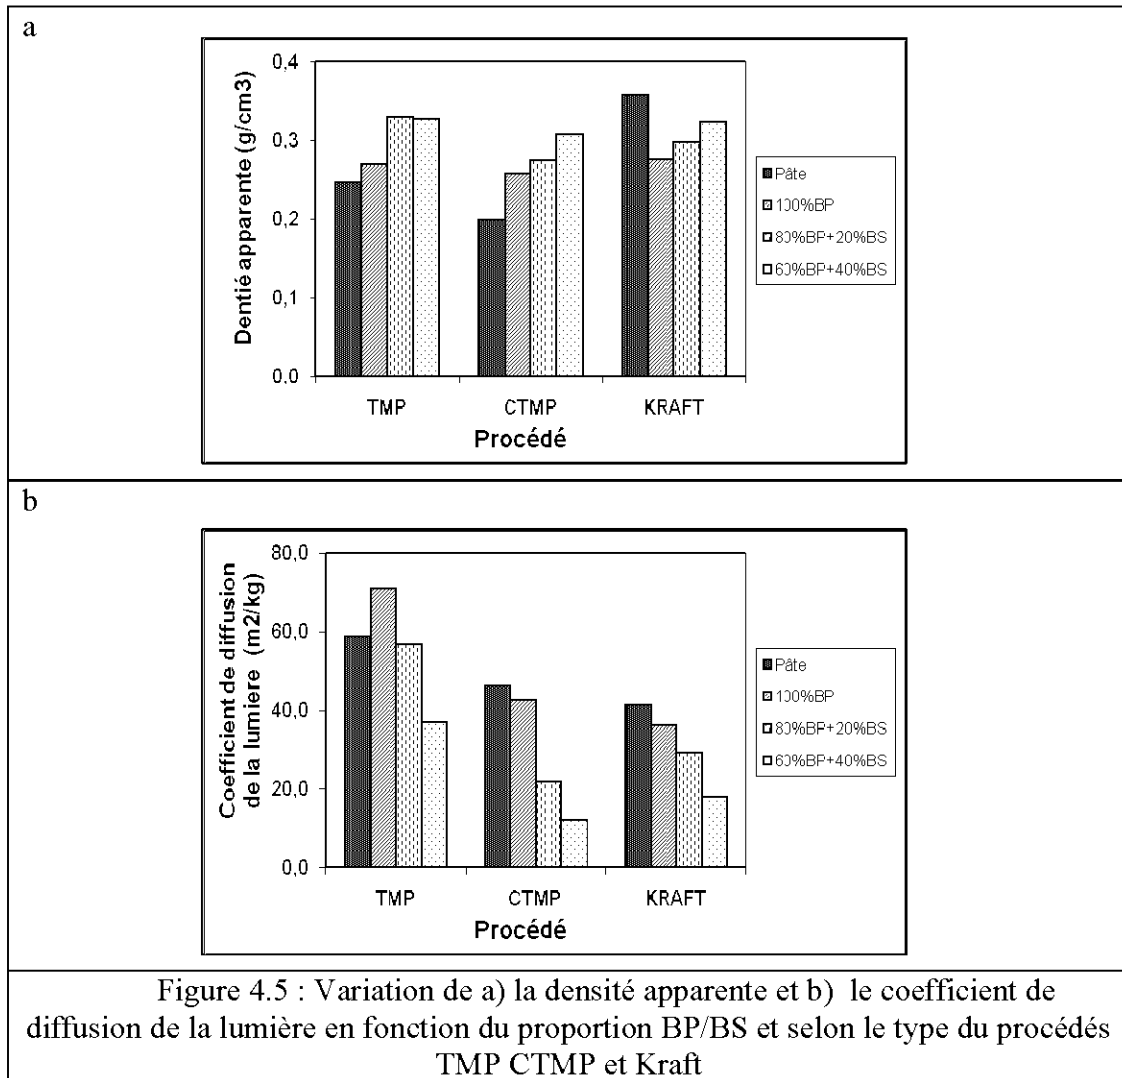 a
0,4
0,3
0,2
0,1
0,0
Dentié apparente (g/cm3)
TMP
CTMP
KRAFT
Procédé
Pâte
100%BP
80%BP+20%BS
60%BP+40%BS
b
80,0
60,0
40,0
20,0
0,0
Coefficient de diffusion
de la lumiere (m2/kg)
TMP
CTMP
KRAFT
Procédé
Pâte
100%BP
80%BP+20%BS
60%BP+40%BS
Figure 4.5 : Variation de a) la densité apparente et b) le coefficient de
diffusion de la lumière en fonction du proportion BP/BS et selon le type du procédés
TMP CTMP et Kraft